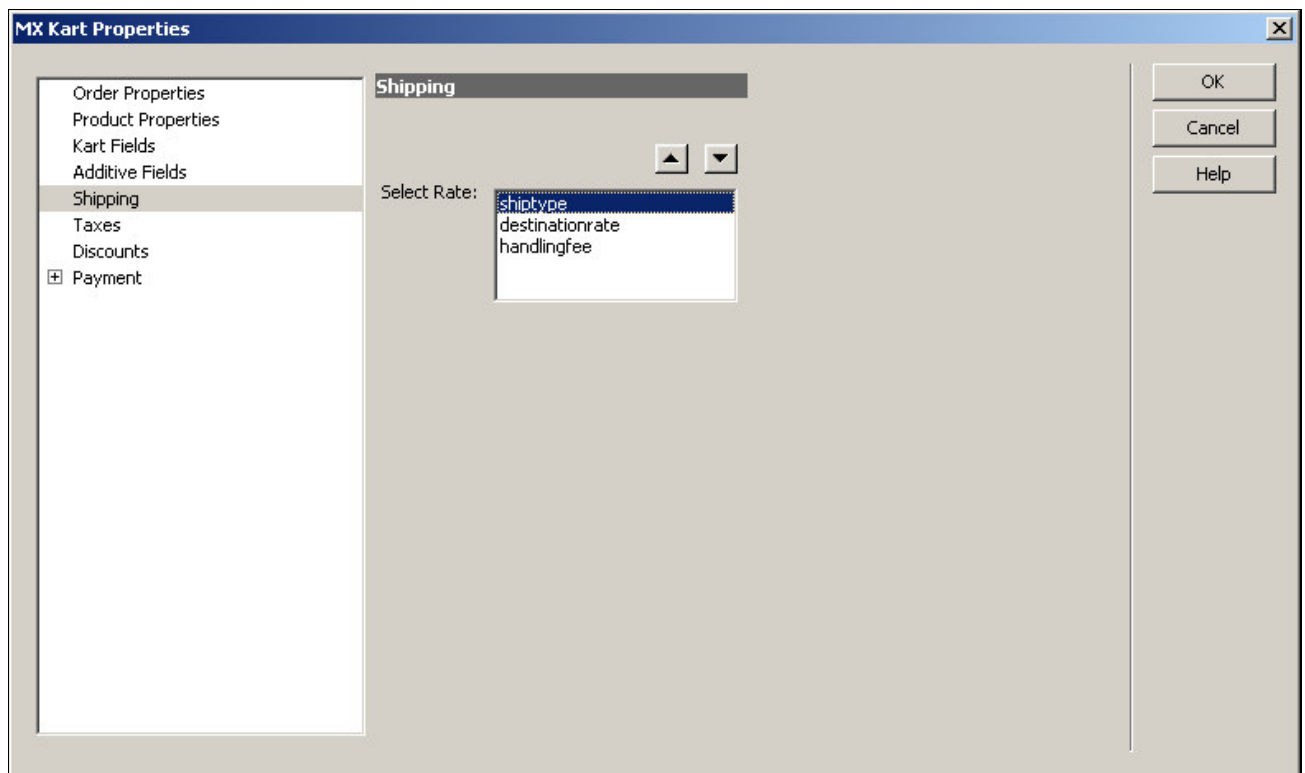 MX Kart Properties
Order Properties
Product Properties
Kart Fields
Additive Fields
Shipping
Taxes
Discounts
Payment
Shipping
Select Rate:
shiptype
destinationrate
handlingfee
OK
Cancel
Help